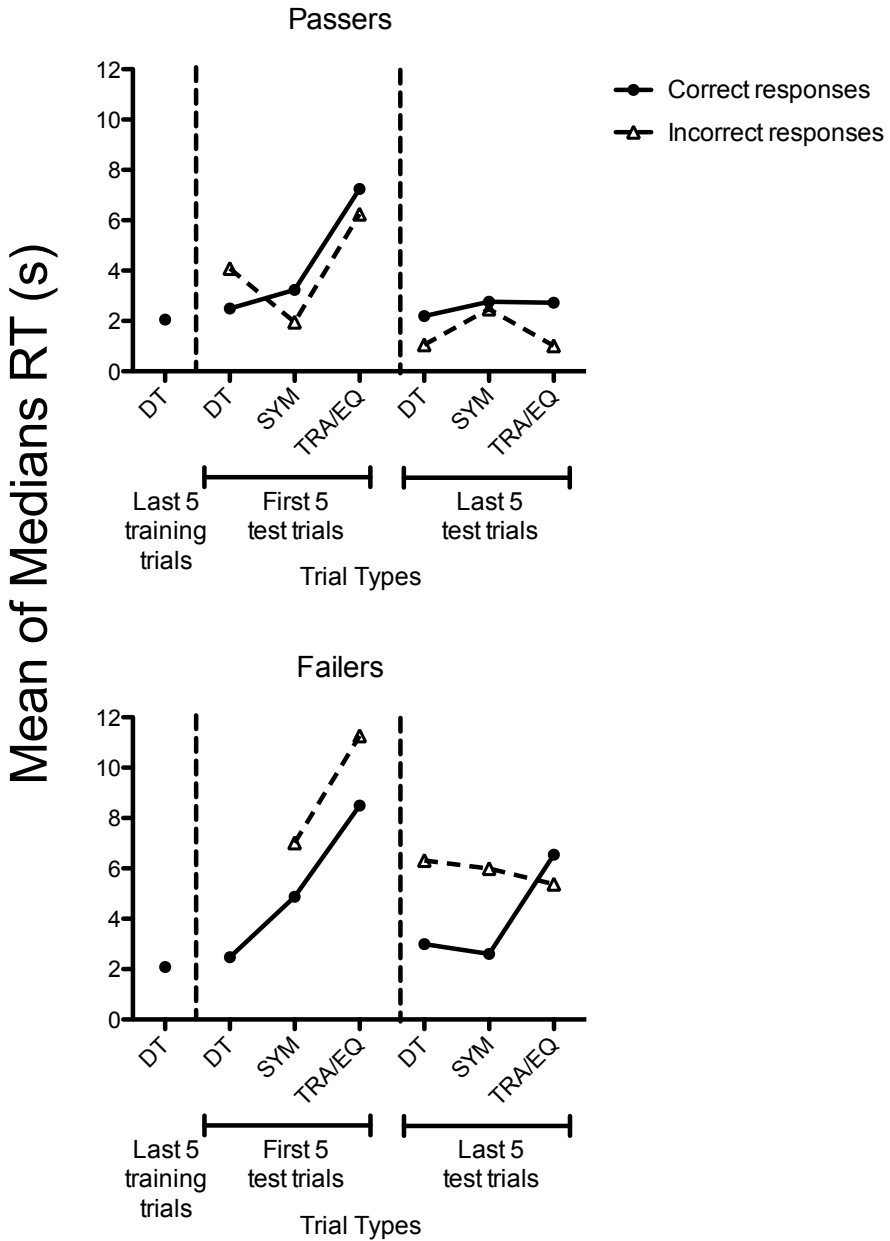 Passers
Correct responses
Incorrect responses
Mean of Medians RT (s)
12
10
8
6
4
2
0
DT
DT
SYM
TRA/EQ
DT
SYM
TRA/EQ
Last 5
training
trials
First 5
test trials
Last 5
test trials
Trial Types
Failers
12
10
8
6
4
2
0
DT
DT
SYM
TRA/EQ
DT
SYM
TRA/EQ
Last 5
training
trials
First 5
test trials
Last 5
test trials
Trial Types